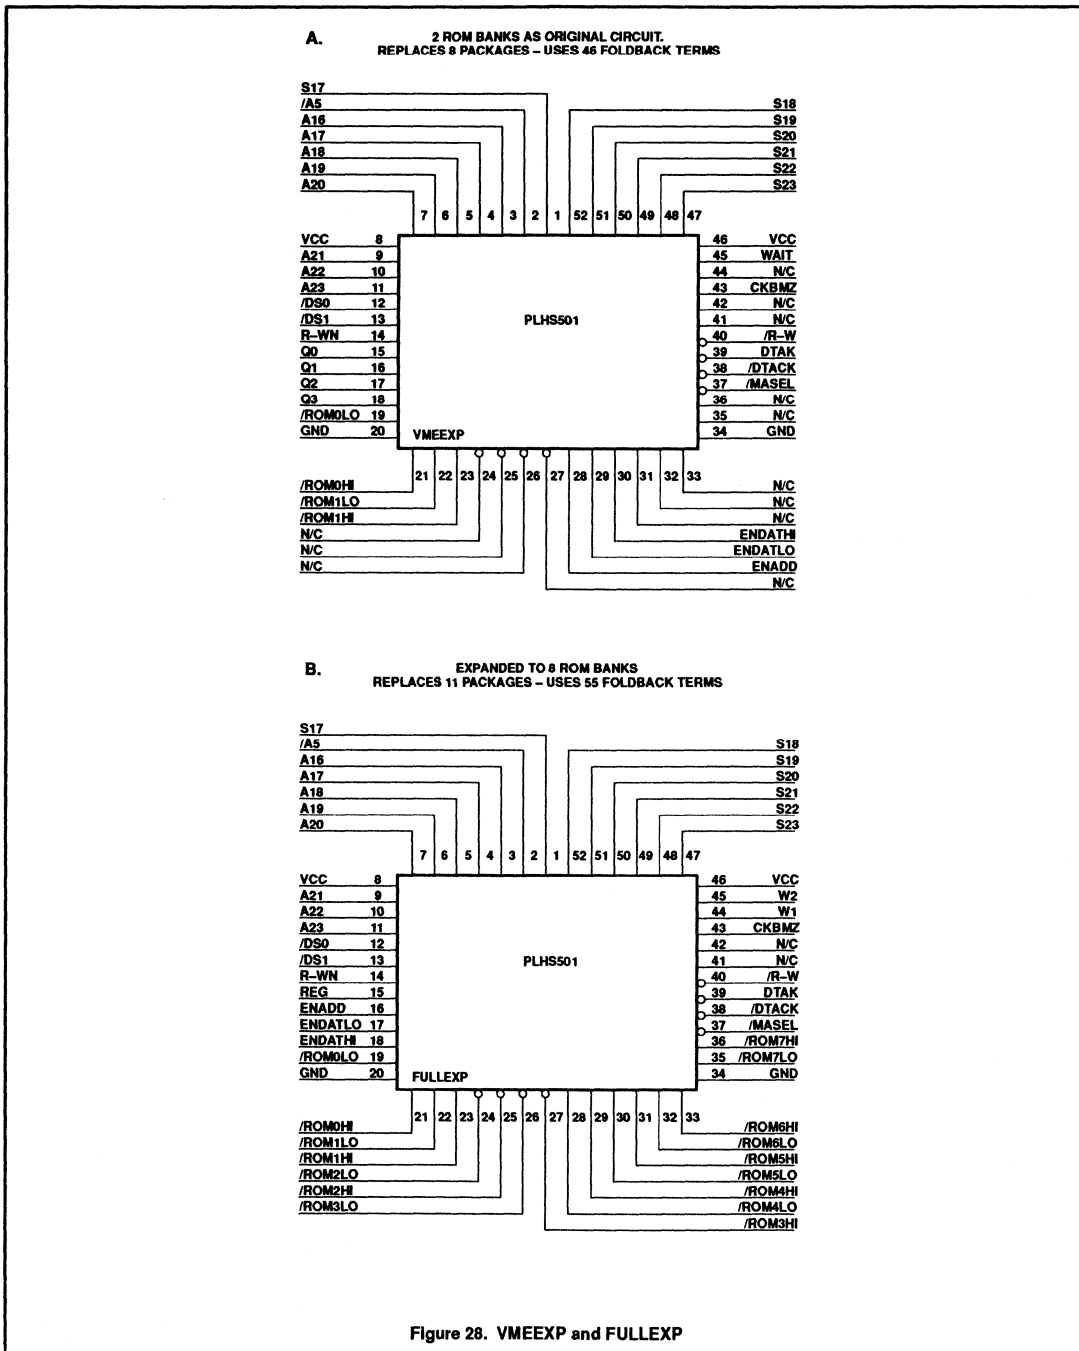 A.
2 ROM BANKS AS ORIGINAL CIRCUIT.
REPLACES 8 PACKAGES – USES 46 FOLDBACK TERMS
S17
/A5
A16
A17
A18
A19
A20
S18
S19
S20
S21
S22
S23
7 6 5 4 3 2 1 52 51 50 49 48 47
VCC 8
A21 9
A22 10
A23 11
/DS0 12
/DS1 13
R–WN 14
Q0 15
Q1 16
Q2 17
Q3 18
/ROM0LO 19
GND 20
PLHS501
VMEEXP
46 VCC
45 WAIT
44 N/C
43 CKBMZ
42 N/C
41 N/C
40 /R–W
39 DTAK
38 /DTACK
37 /MASEL
36 N/C
35 N/C
34 GND
21 22 23 24 25 26 27 28 29 30 31 32 33
/ROM0HI
/ROM1LO
/ROM1HI
N/C
N/C
N/C
N/C
N/C
N/C
ENDATHI
ENDATLO
ENADD
N/C
B.
EXPANDED TO 8 ROM BANKS
REPLACES 11 PACKAGES – USES 55 FOLDBACK TERMS
S17
/A5
A16
A17
A18
A19
A20
S18
S19
S20
S21
S22
S23
7 6 5 4 3 2 1 52 51 50 49 48 47
VCC 8
A21 9
A22 10
A23 11
/DS0 12
/DS1 13
R–WN 14
REG 15
ENADD 16
ENDATLO 17
ENDATHI 18
/ROM0LO 19
GND 20
PLHS501
FULLEXP
46 VCC
45 W2
44 W1
43 CKBMZ
42 N/C
41 N/C
40 /R–W
39 DTAK
38 /DTACK
37 /MASEL
36 /ROM7HI
35 /ROM7LO
34 GND
21 22 23 24 25 26 27 28 29 30 31 32 33
/ROM0HI
/ROM1LO
/ROM1HI
/ROM2LO
/ROM2HI
/ROM3LO
/ROM6HI
/ROM6LO
/ROM5HI
/ROM5LO
/ROM4HI
/ROM4LO
/ROM3HI
Figure 28. VMEEXP and FULLEXP